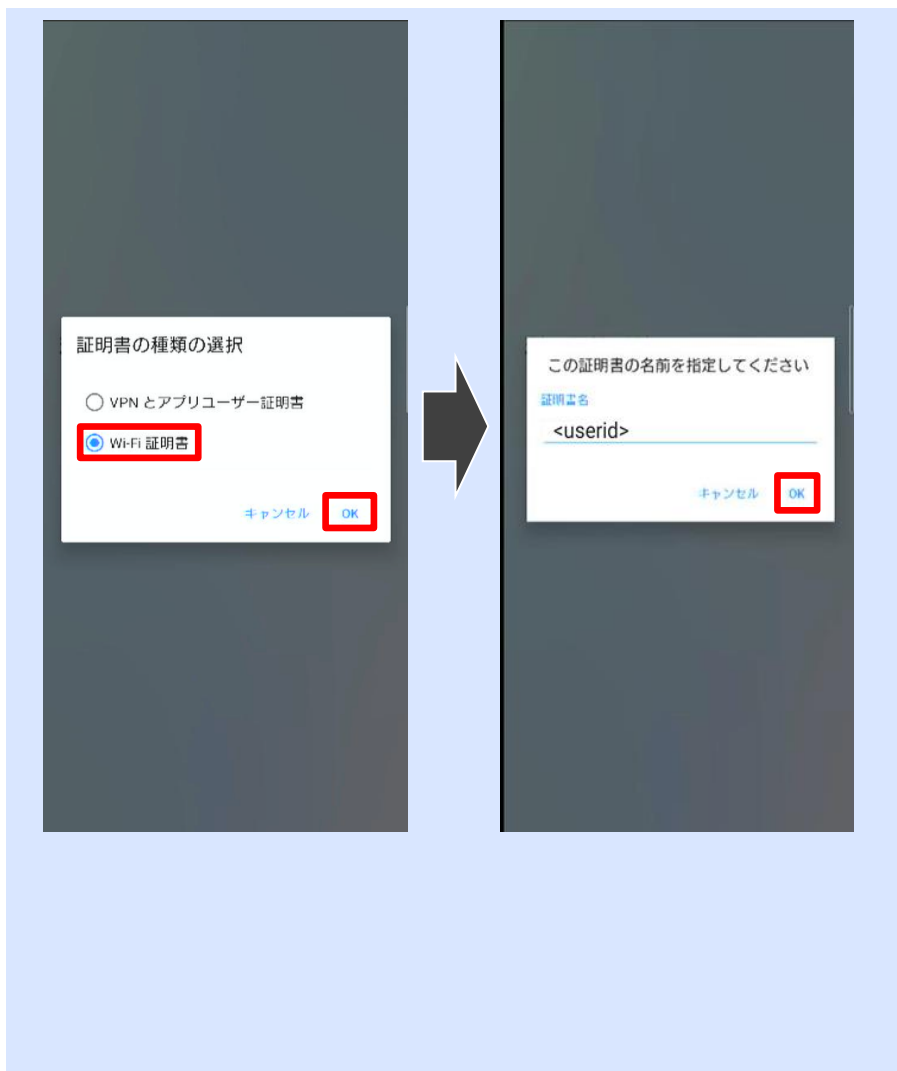 証明書の種類の選択
VPN とアプリユーザー証明書
Wi-Fi 証明書
キャンセル OK
この証明書の名前を指定してください
証明書名
<userid>
キャンセル OK